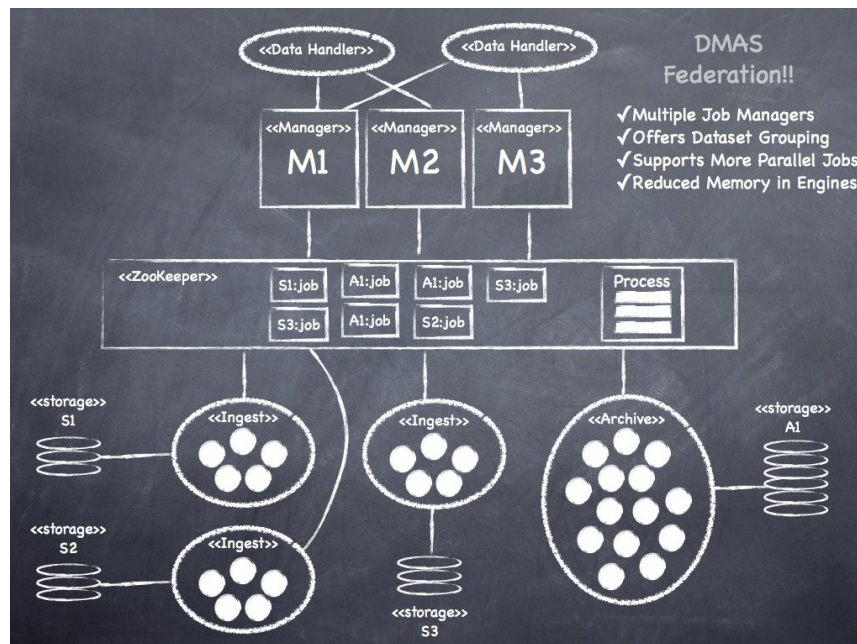 <<Data Handler>>
<<Data Handler>>
DMAS
Federation!!
✓Multiple Job Managers
✓Offers Dataset Grouping
✓Supports More Parallel Jobs
✓Reduced Memory in Engines
<<Manager>>
M1
<<Manager>>
M2
<<Manager>>
M3
<<ZooKeeper>>
S1:job
A1:job
A1:job
S3:job
S3:job
A1:job
S2:job
Process
<<storage>>
S1
<<Ingest>>
<<Ingest>>
<<Archive>>
<<storage>>
A1
<<storage>>
S2
<<Ingest>>
<<storage>>
S3